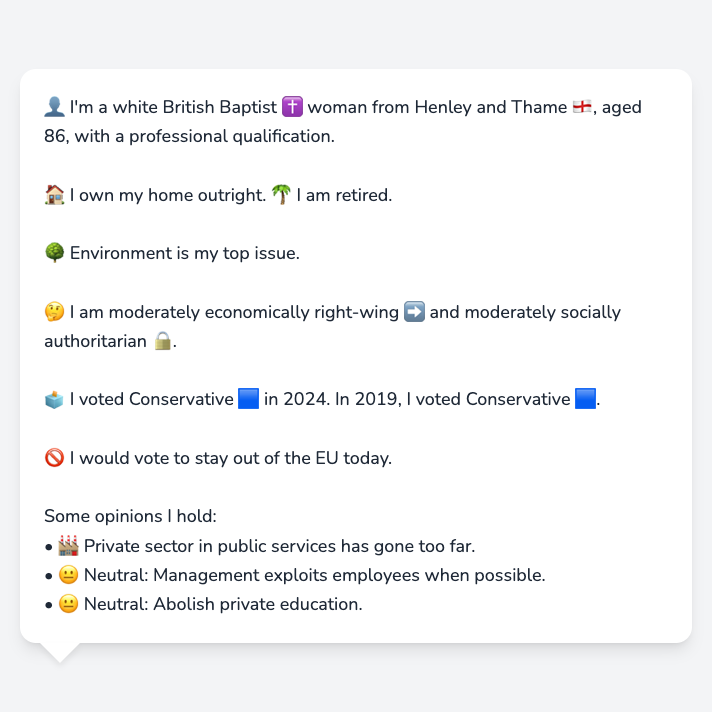 👤 I'm a white British Baptist ✝️ woman from Henley and Thame 🏴󠁧󠁢󠁥󠁮󠁧󠁿, aged
86, with a professional qualification.
🏠 I own my home outright. 🌴 I am retired.
🌳 Environment is my top issue.
🤔 I am moderately economically right-wing ➡️ and moderately socially
authoritarian 🔒.
🗳️ I voted Conservative 🟦 in 2024. In 2019, I voted Conservative 🟦.
🚫 I would vote to stay out of the EU today.
Some opinions I hold:
• 🏭 Private sector in public services has gone too far.
• 😐 Neutral: Management exploits employees when possible.
• 😐 Neutral: Abolish private education.